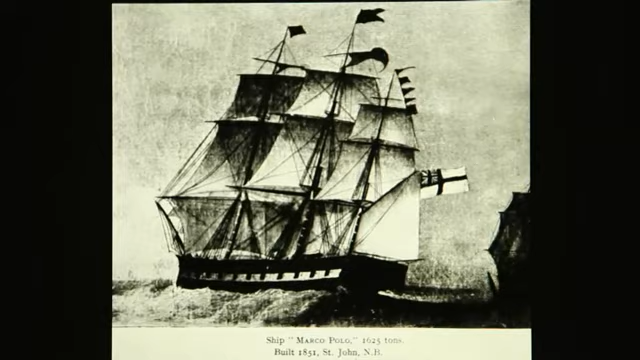 Ship "Marco Polo," 1625 tons.
Built 1851, St. John, N.B.